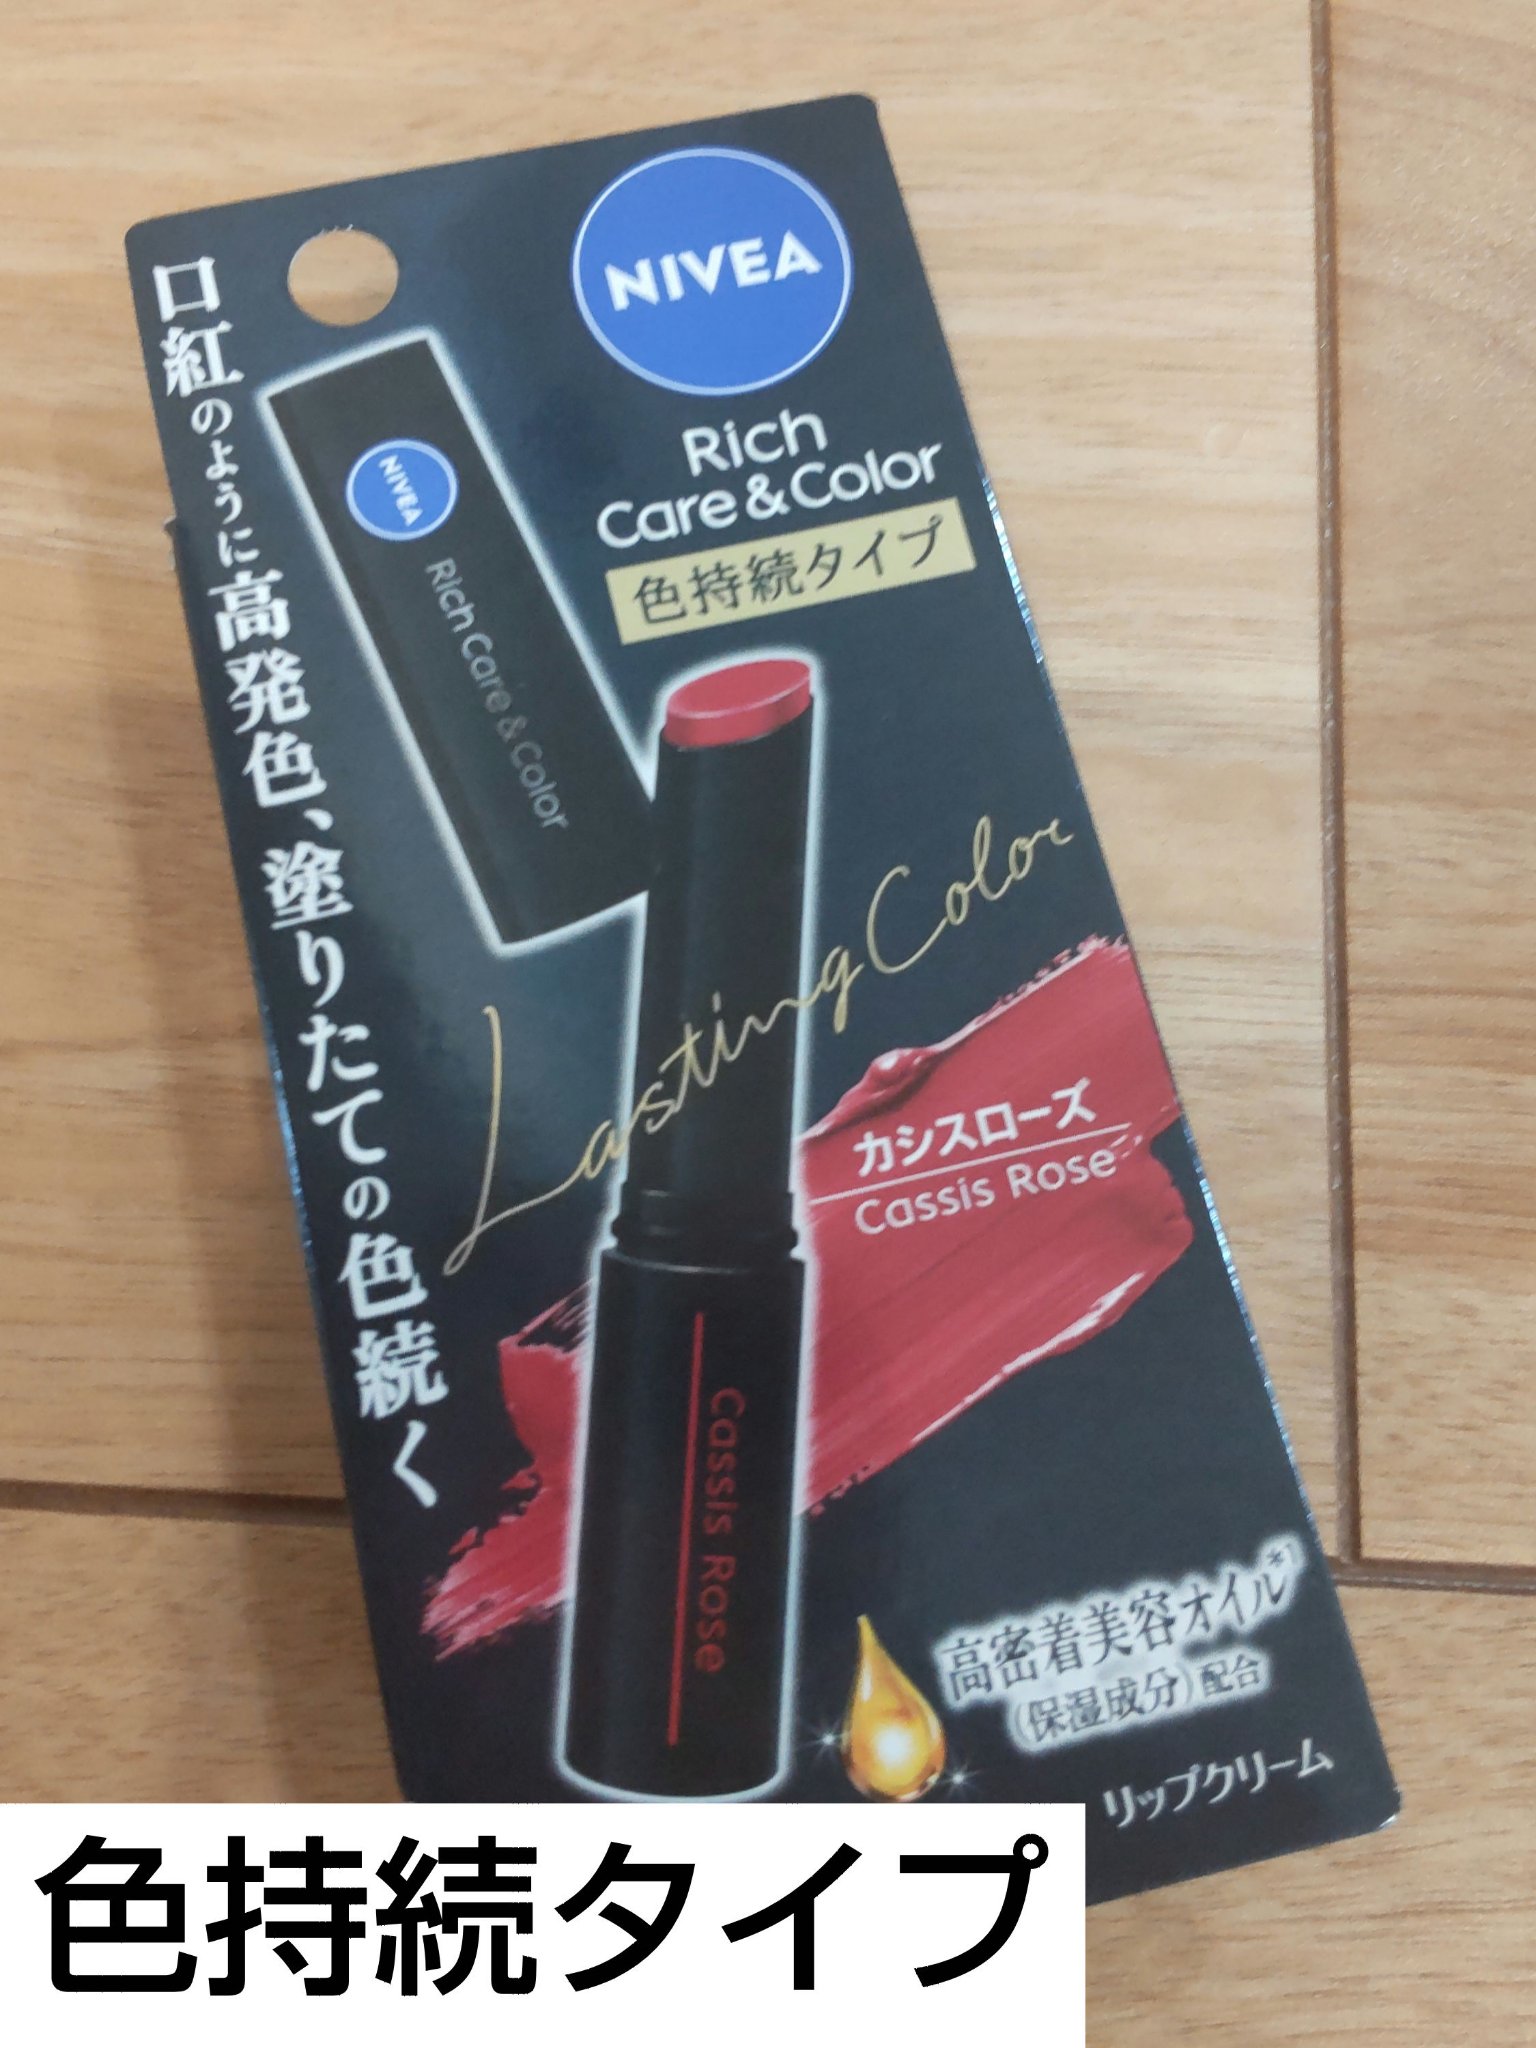 NIVEA
Rich
Care & Color
色持続タイプ
口紅のように高発色、塗りたての色続く
NIVEA
Rich Care & Color
Lasting Color
カシスローズ
Cassis Rose
Cassis Rose
高密着美容オイル*1
(保湿成分)配合
リップクリーム
色持続タイプ